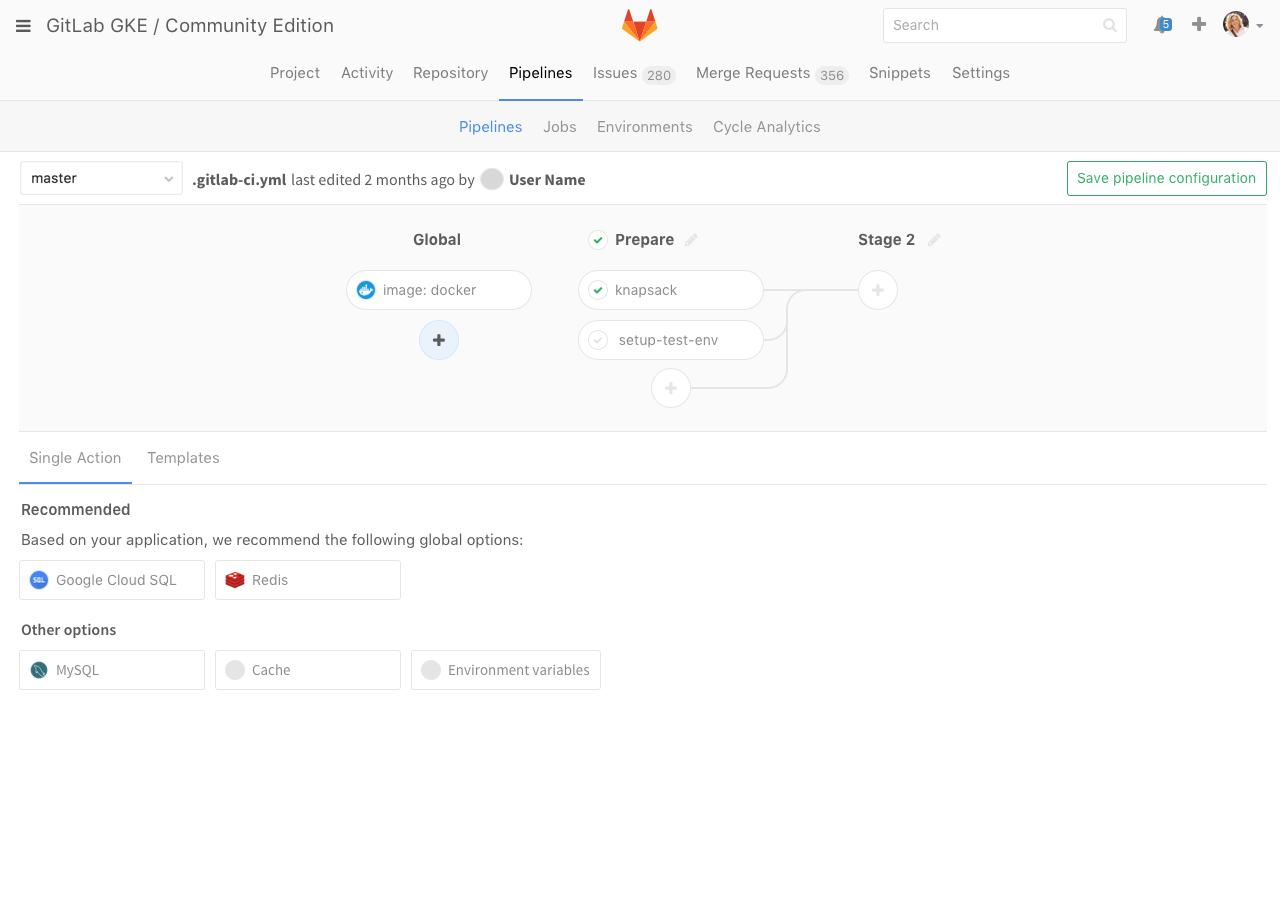 GitLab GKE / Community Edition
Search
5
Project Activity Repository Pipelines Issues 280 Merge Requests 356 Snippets Settings
Pipelines Jobs Environments Cycle Analytics
master
.gitlab-ci.yml last edited 2 months ago by User Name
Save pipeline configuration
Global Prepare Stage 2
image: docker knapsack
setup-test-env
Single Action Templates
Recommended
Based on your application, we recommend the following global options:
SQL Google Cloud SQL Redis
Other options
MySQL Cache Environment variables